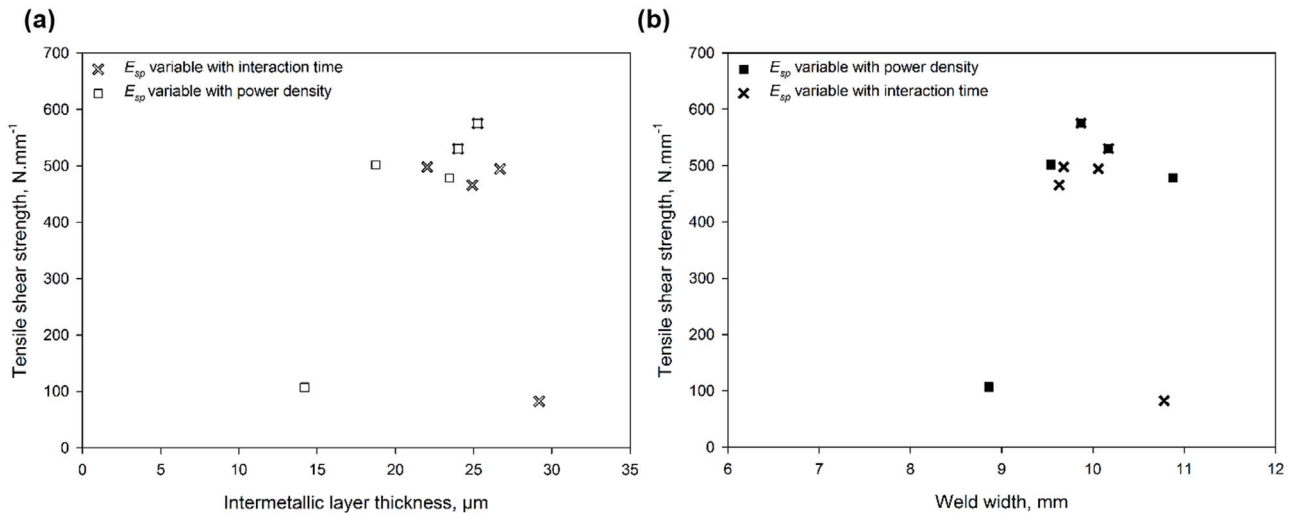 (a)
Tensile shear strength, N.mm⁻¹
700
600
500
400
300
200
100
0
E_sp variable with interaction time
E_sp variable with power density
0 5 10 15 20 25 30 35
Intermetallic layer thickness, µm
(b)
Tensile shear strength, N.mm⁻¹
700
600
500
400
300
200
100
0
E_sp variable with power density
E_sp variable with interaction time
6 7 8 9 10 11 12
Weld width, mm